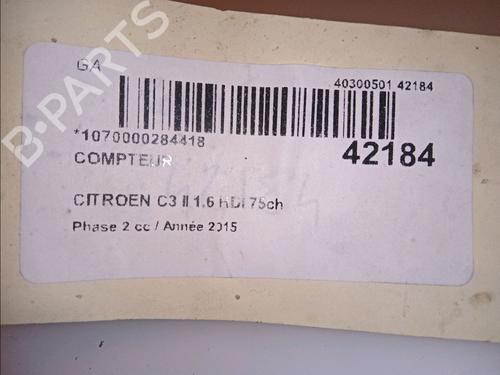 GA
40300501 42184
*1070000284418
42184
COMPTEUR
CITROEN C3 II 1.6 HDI 75ch
Phase 2 cc / Année 2015
B-PARTS